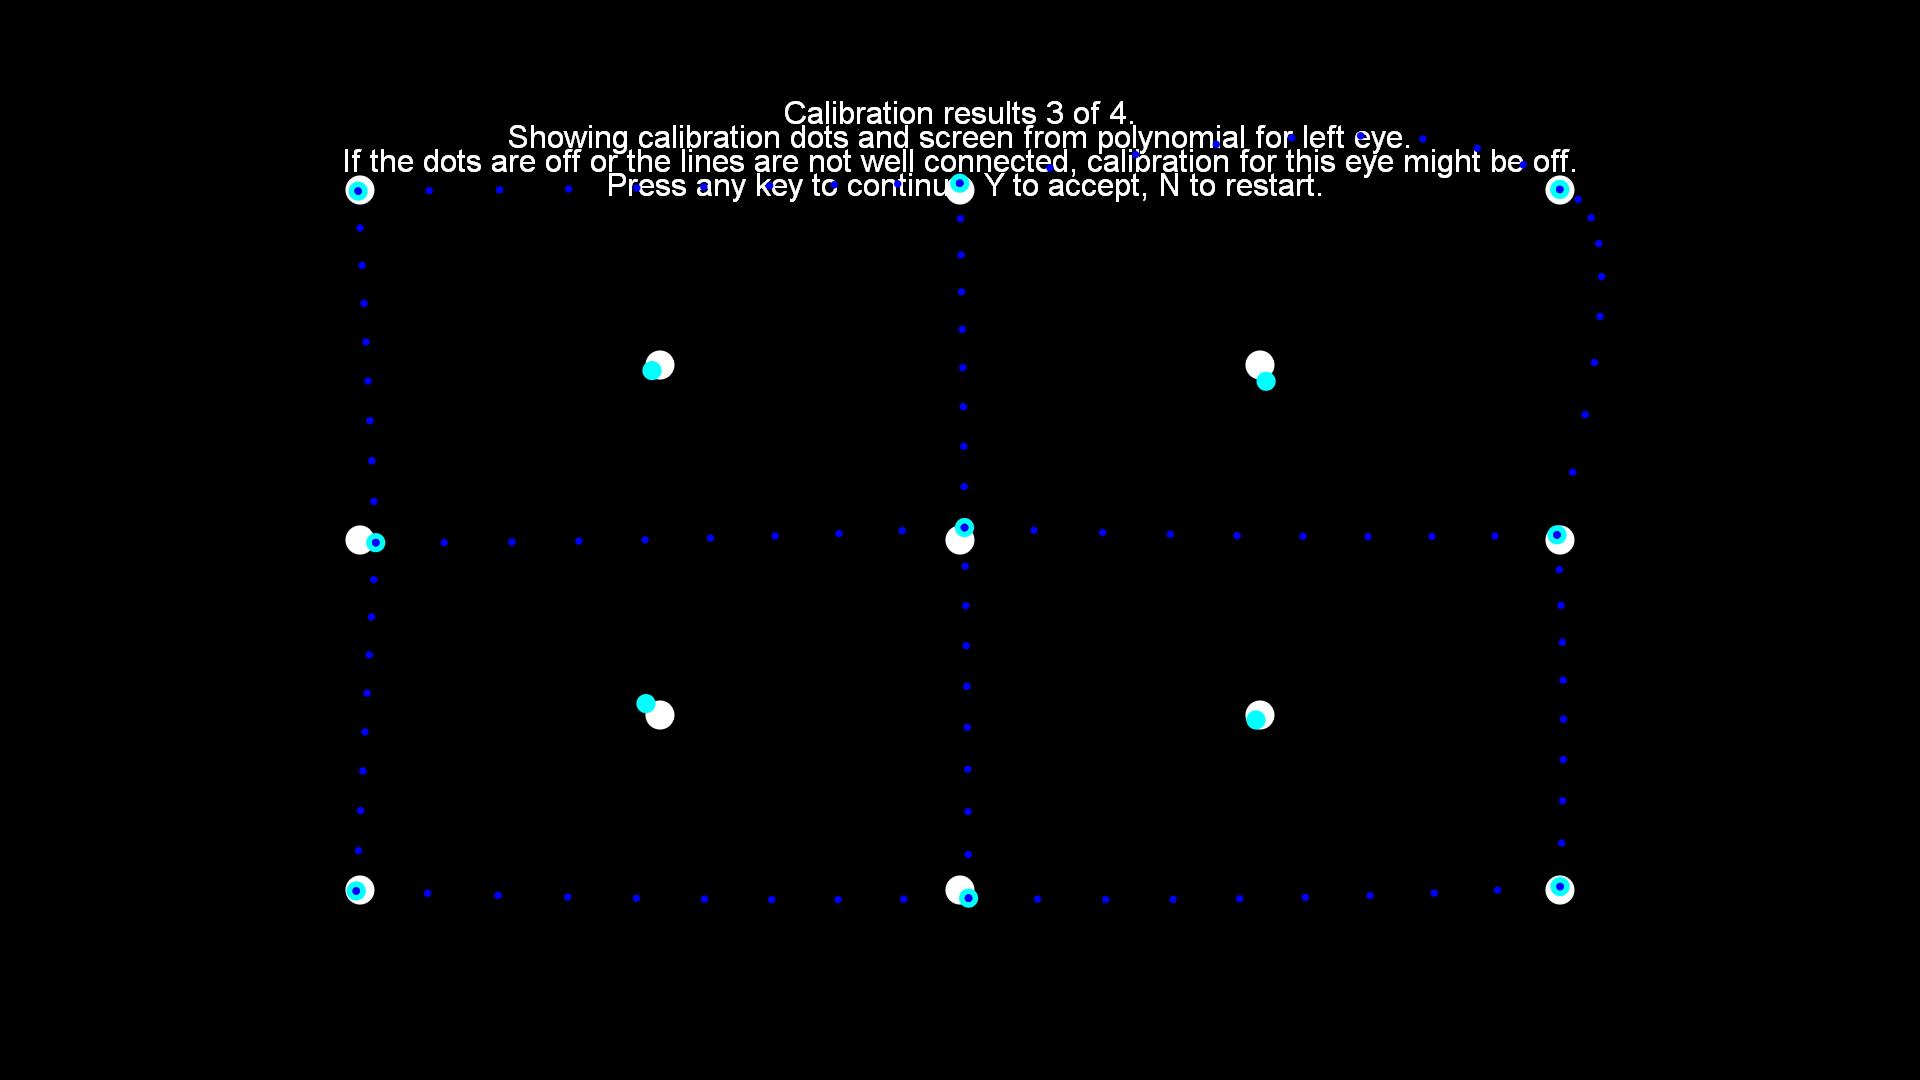 Calibration results 3 of 4.
Showing calibration dots and screen from polynomial for left eye.
If the dots are off or the lines are not well connected, calibration for this eye might be off.
Press any key to continu Y to accept, N to restart.